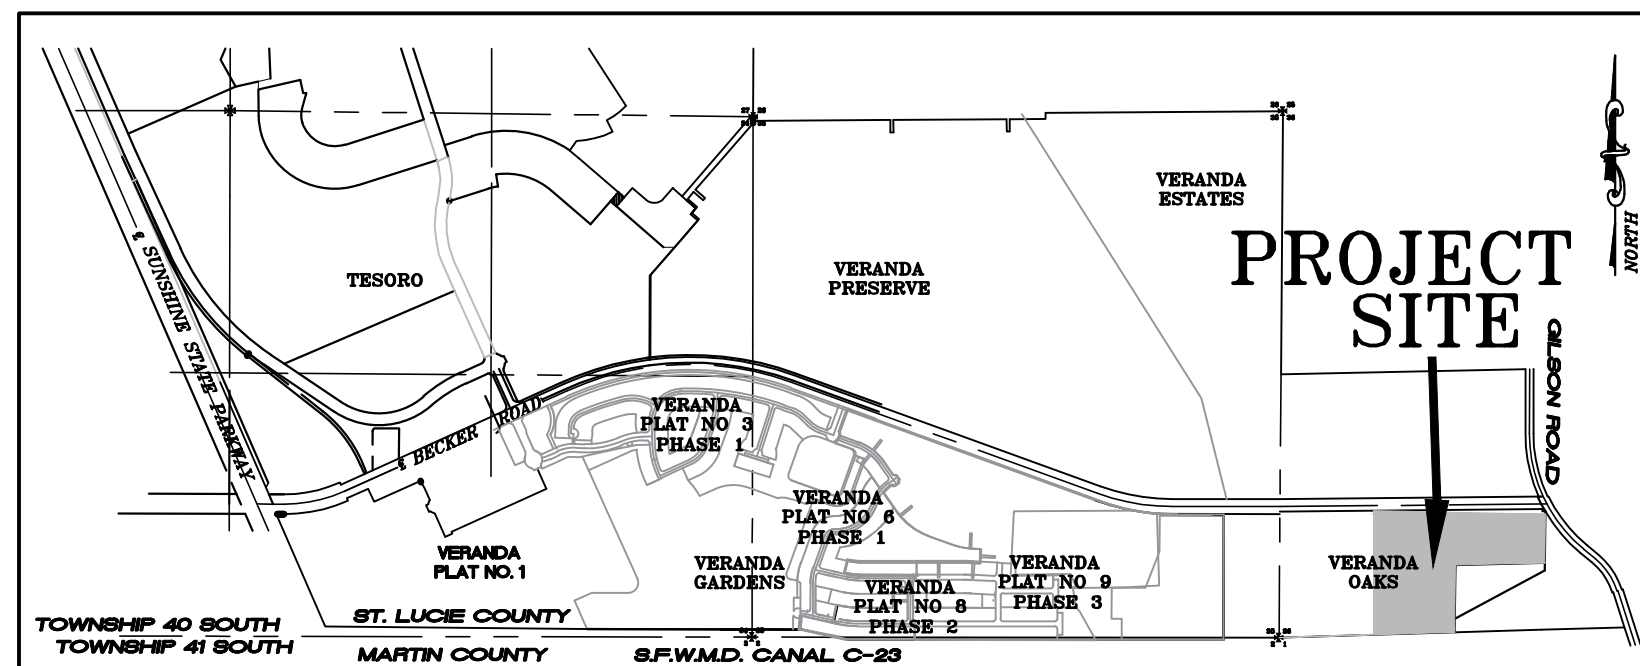 27 26
VERANDA
ESTATES
NORTH
PROJECT
SITE
TESORO
VERANDA
PRESERVE
℄ SUNSHINE STATE PARKWAY
GILSON ROAD
℄ BECKER ROAD
VERANDA
PLAT NO 3
PHASE 1
VERANDA
PLAT NO 6
PHASE 1
VERANDA
PLAT NO. 1
VERANDA
GARDENS
VERANDA
PLAT NO 9
PHASE 3
VERANDA
OAKS
VERANDA
PLAT NO 8
PHASE 2
ST. LUCIE COUNTY
TOWNSHIP 40 SOUTH
TOWNSHIP 41 SOUTH
MARTIN COUNTY
S.F.W.M.D. CANAL C-23